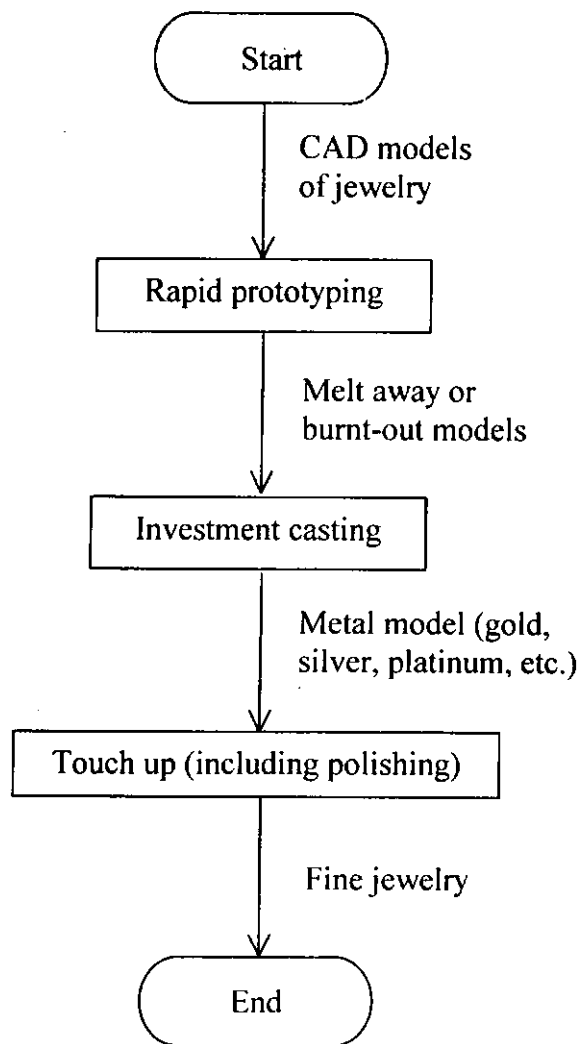 Start
CAD models
of jewelry
Rapid prototyping
Melt away or
burnt-out models
Investment casting
Metal model (gold,
silver, platinum, etc.)
Touch up (including polishing)
Fine jewelry
End